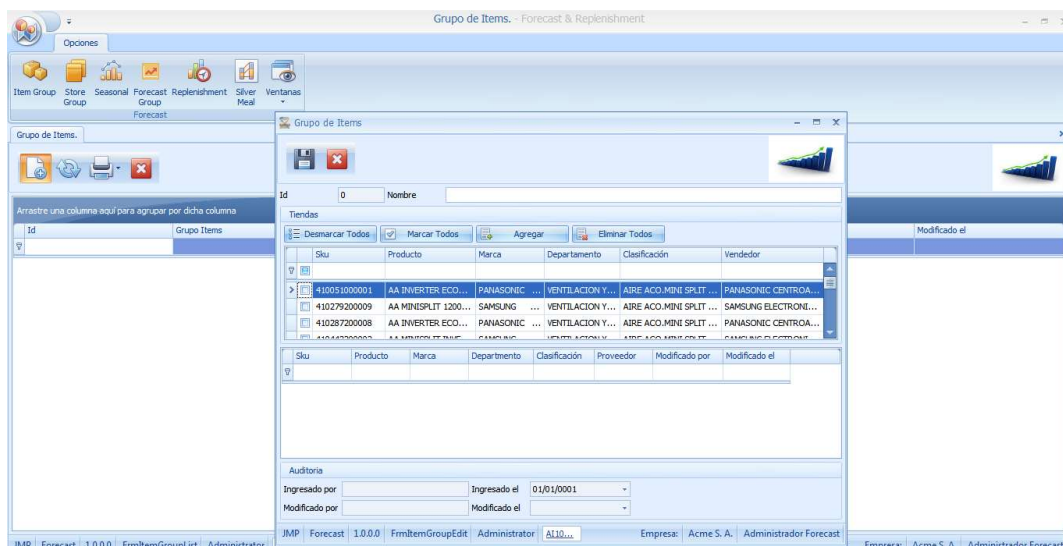 Grupo de Items. - Forecast & Replenishment
Opciones
Item Group Store Group Seasonal Forecast Group Replenishment Silver Meal Ventanas
Forecast
Grupo de Items.
Arrastre una columna aquí para agrupar por dicha columna
Id Grupo Items Modificado el
Grupo de Items
Id 0 Nombre
Tiendas
Desmarcar Todos Marcar Todos Agregar Eliminar Todos
Sku Producto Marca Departamento Clasificación Vendedor
410051000001 AA INVERTER ECO... PANASONIC ... VENTILACION Y... AIRE ACO.MINI SPLIT ... PANASONIC CENTROA...
410279200009 AA MINISPLIT 1200... SAMSUNG ... VENTILACION Y... AIRE ACO.MINI SPLIT ... SAMSUNG ELECTRONI...
410287200008 AA INVERTER ECO... PANASONIC ... VENTILACION Y... AIRE ACO.MINI SPLIT ... PANASONIC CENTROA...
Sku Producto Marca Departmento Clasificación Proveedor Modificado por Modificado el
Auditoria
Ingresado por Ingresado el 01/01/0001
Modificado por Modificado el
JMP Forecast 1.0.0.0 FrmItemGroupEdit Administrator AI10... Empresa: Acme S. A. Administrador Forecast
JMP Forecast 1.0.0.0 FrmItemGroupList Administrator Empresa: Acme S. A. Administrador Forecast